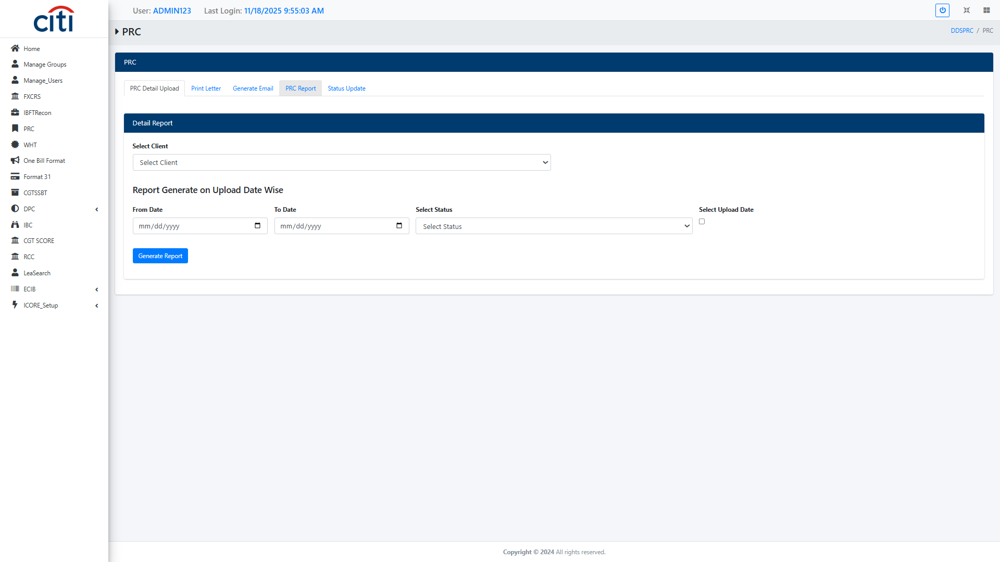 citi
User: ADMIN123 Last Login: 11/18/2025 9:55:03 AM
PRC
DDSPRC / PRC
Home
Manage Groups
Manage_Users
FXCRS
IBFTRecon
PRC
WHT
One Bill Format
Format 31
CGTSSBT
DPC
IBC
CGT SCORE
RCC
LeaSearch
ECIB
ICORE_Setup
PRC
PRC Detail Upload Print Letter Generate Email PRC Report Status Update
Detail Report
Select Client
Select Client
Report Generate on Upload Date Wise
From Date To Date Select Status Select Upload Date
mm/dd/yyyy mm/dd/yyyy Select Status
Generate Report
Copyright © 2024 All rights reserved.